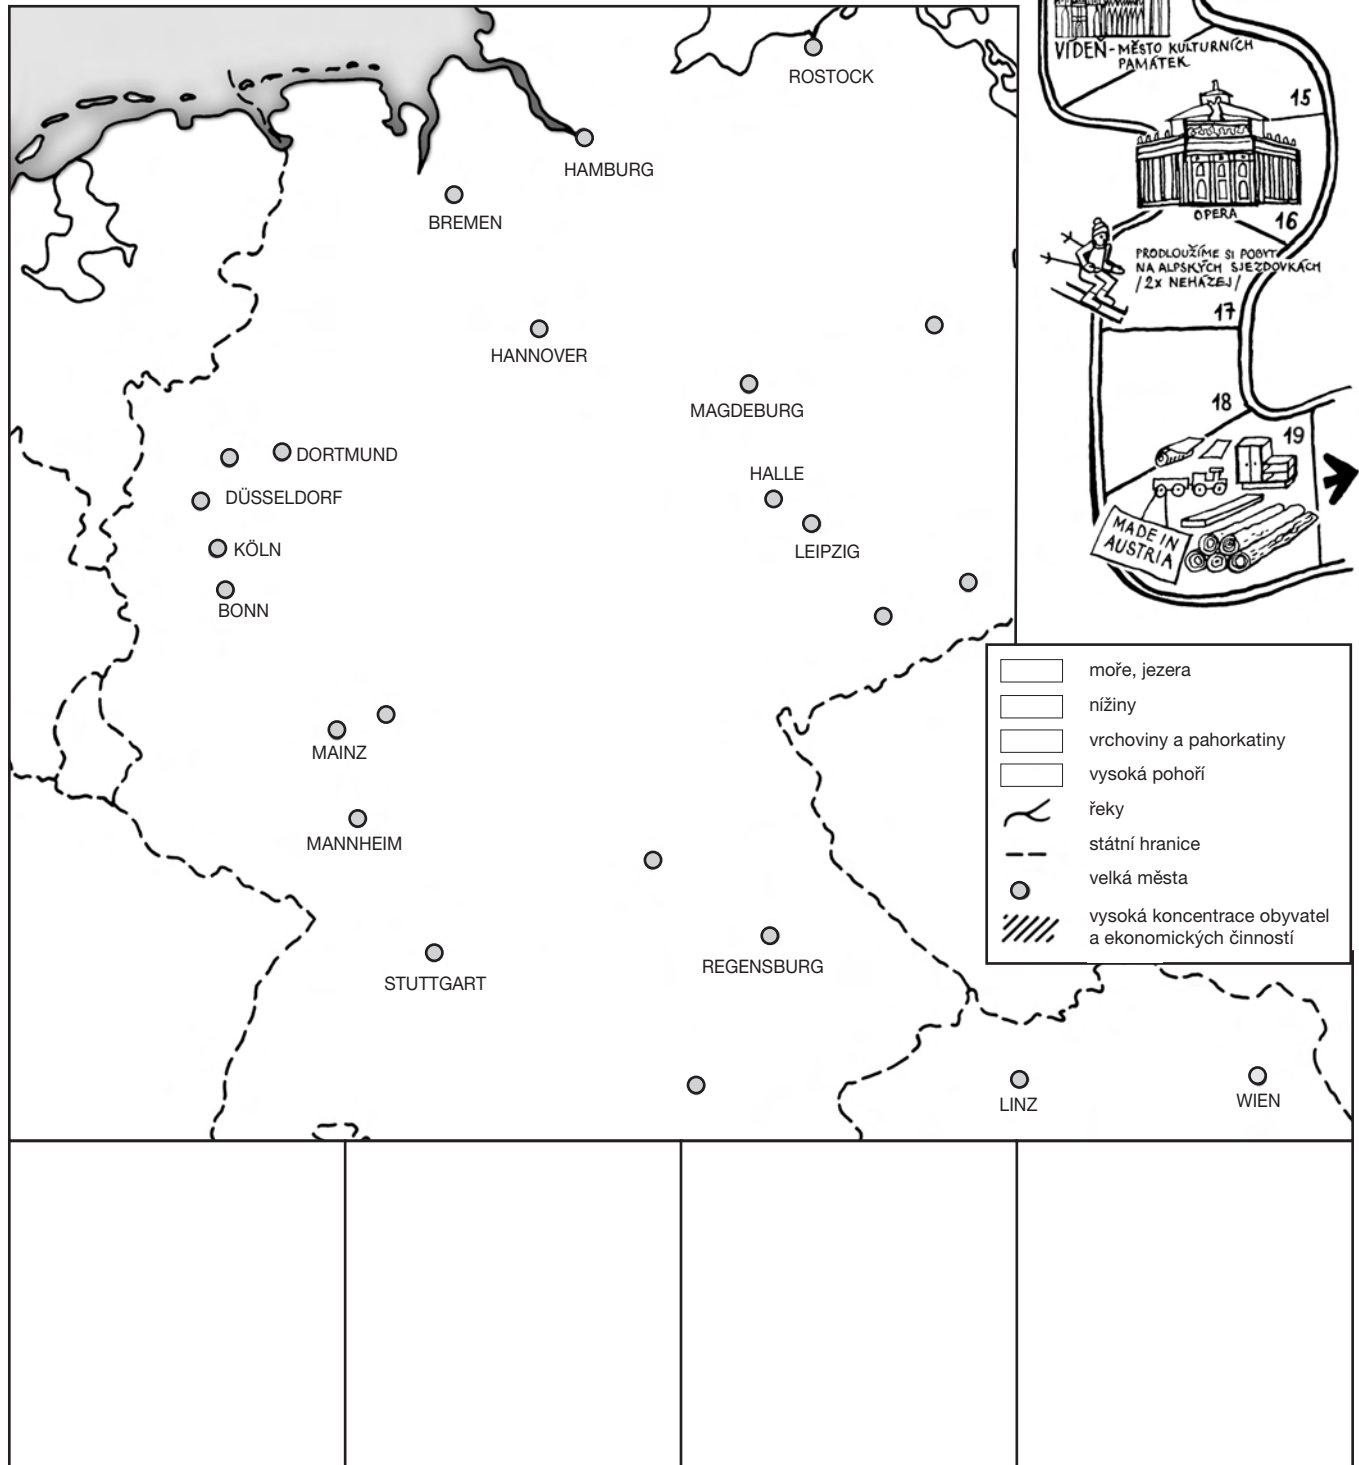 ROSTOCK
HAMBURG
BREMEN
HANNOVER
MAGDEBURG
DORTMUND
HALLE
DÜSSELDORF
LEIPZIG
KÖLN
BONN
MAINZ
MANNHEIM
STUTTGART
REGENSBURG
LINZ
WIEN
VÍDEŇ-MĚSTO KULTURNÍCH
PAMÁTEK
15
OPERA
16
PRODLOUŽÍME SI POBYT
NA ALPSKÝCH SJEZDOVKÁCH
/2x NEHÁZEJ/
17
18
19
MADE IN
AUSTRIA
moře, jezera
nížiny
vrchoviny a pahorkatiny
vysoká pohoří
řeky
státní hranice
velká města
vysoká koncentrace obyvatel
a ekonomických činností